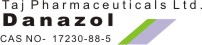 Taj Pharmaceuticals Ltd.
Danazol
CAS NO- 17230-88-5